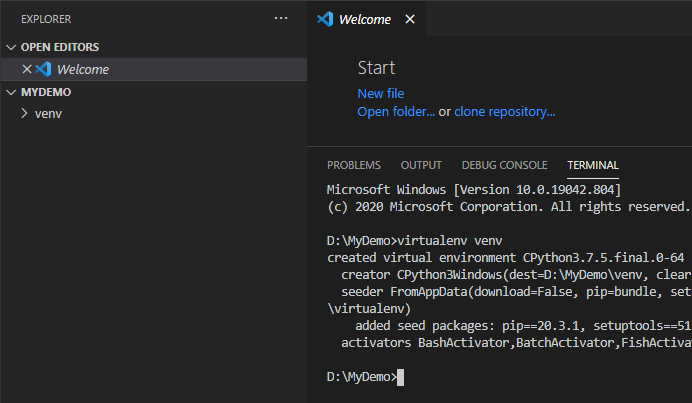 EXPLORER
OPEN EDITORS
Welcome
MYDEMO
venv
Welcome
Start
New file
Open folder... or clone repository...
PROBLEMS OUTPUT DEBUG CONSOLE TERMINAL
Microsoft Windows [Version 10.0.19042.804]
(c) 2020 Microsoft Corporation. All rights reserved.
D:\MyDemo>virtualenv venv
created virtual environment CPython3.7.5.final.0-64
creator CPython3Windows(dest=D:\MyDemo\venv, clear
seeder FromAppData(download=False, pip=bundle, set
\virtualenv)
added seed packages: pip==20.3.1, setuptools==51
activators BashActivator,BatchActivator,FishActiva
D:\MyDemo>